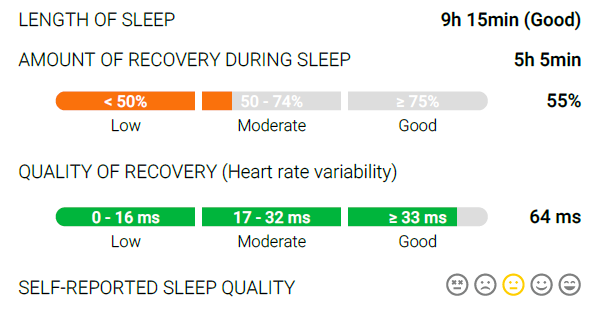 LENGTH OF SLEEP 9h 15min (Good)
AMOUNT OF RECOVERY DURING SLEEP 5h 5min
< 50% 50 - 74% ≥ 75% 55%
Low Moderate Good
QUALITY OF RECOVERY (Heart rate variability)
0 - 16 ms 17 - 32 ms ≥ 33 ms 64 ms
Low Moderate Good
SELF-REPORTED SLEEP QUALITY